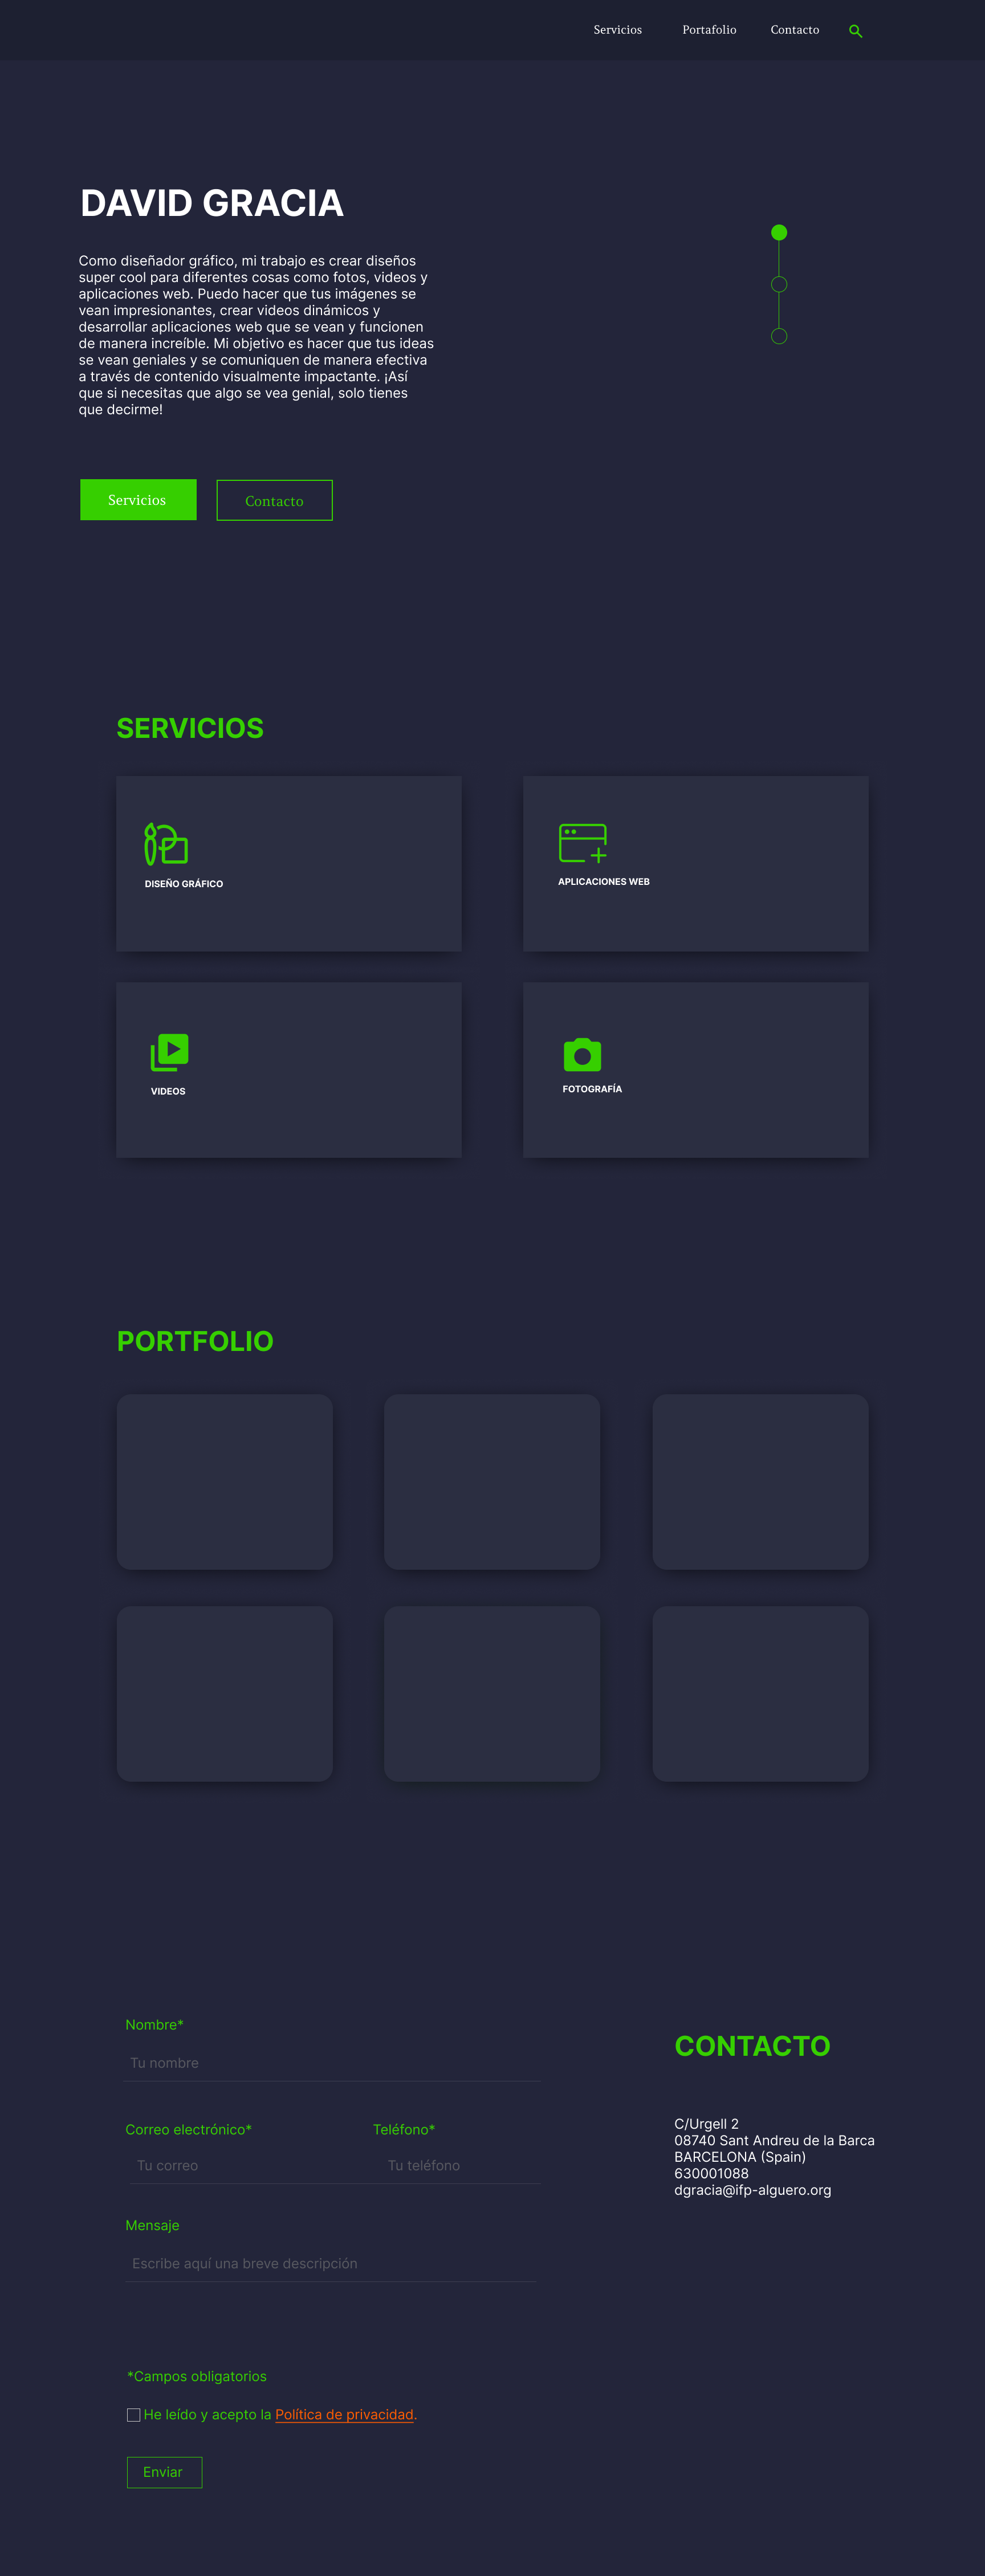 Servicios
Portafolio
Contacto
DAVID GRACIA
Como diseñador gráfico, mi trabajo es crear diseños
super cool para diferentes cosas como fotos, videos y
aplicaciones web. Puedo hacer que tus imágenes se
vean impresionantes, crear videos dinámicos y
desarrollar aplicaciones web que se vean y funcionen
de manera increíble. Mi objetivo es hacer que tus ideas
se vean geniales y se comuniquen de manera efectiva
a través de contenido visualmente impactante. ¡Así
que si necesitas que algo se vea genial, solo tienes
que decirme!
Servicios
Contacto
SERVICIOS
DISEÑO GRÁFICO
APLICACIONES WEB
VIDEOS
FOTOGRAFÍA
PORTFOLIO
Nombre*
Tu nombre
Correo electrónico*
Teléfono*
Tu correo
Tu teléfono
Mensaje
Escribe aquí una breve descripción
*Campos obligatorios
He leído y acepto la Política de privacidad.
Enviar
CONTACTO
C/Urgell 2
08740 Sant Andreu de la Barca
BARCELONA (Spain)
630001088
dgracia@ifp-alguero.org